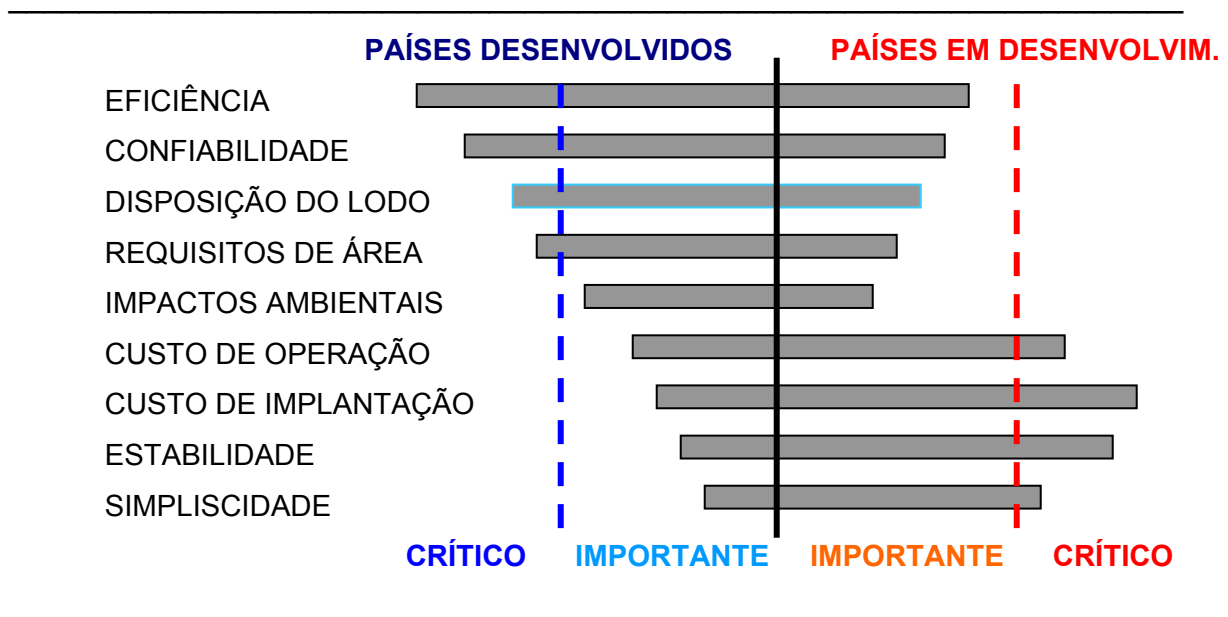 PAÍSES DESENVOLVIDOS PAÍSES EM DESENVOLVIM.
EFICIÊNCIA
CONFIABILIDADE
DISPOSIÇÃO DO LODO
REQUISITOS DE ÁREA
IMPACTOS AMBIENTAIS
CUSTO DE OPERAÇÃO
CUSTO DE IMPLANTAÇÃO
ESTABILIDADE
SIMPLISCIDADE
CRÍTICO IMPORTANTE IMPORTANTE CRÍTICO